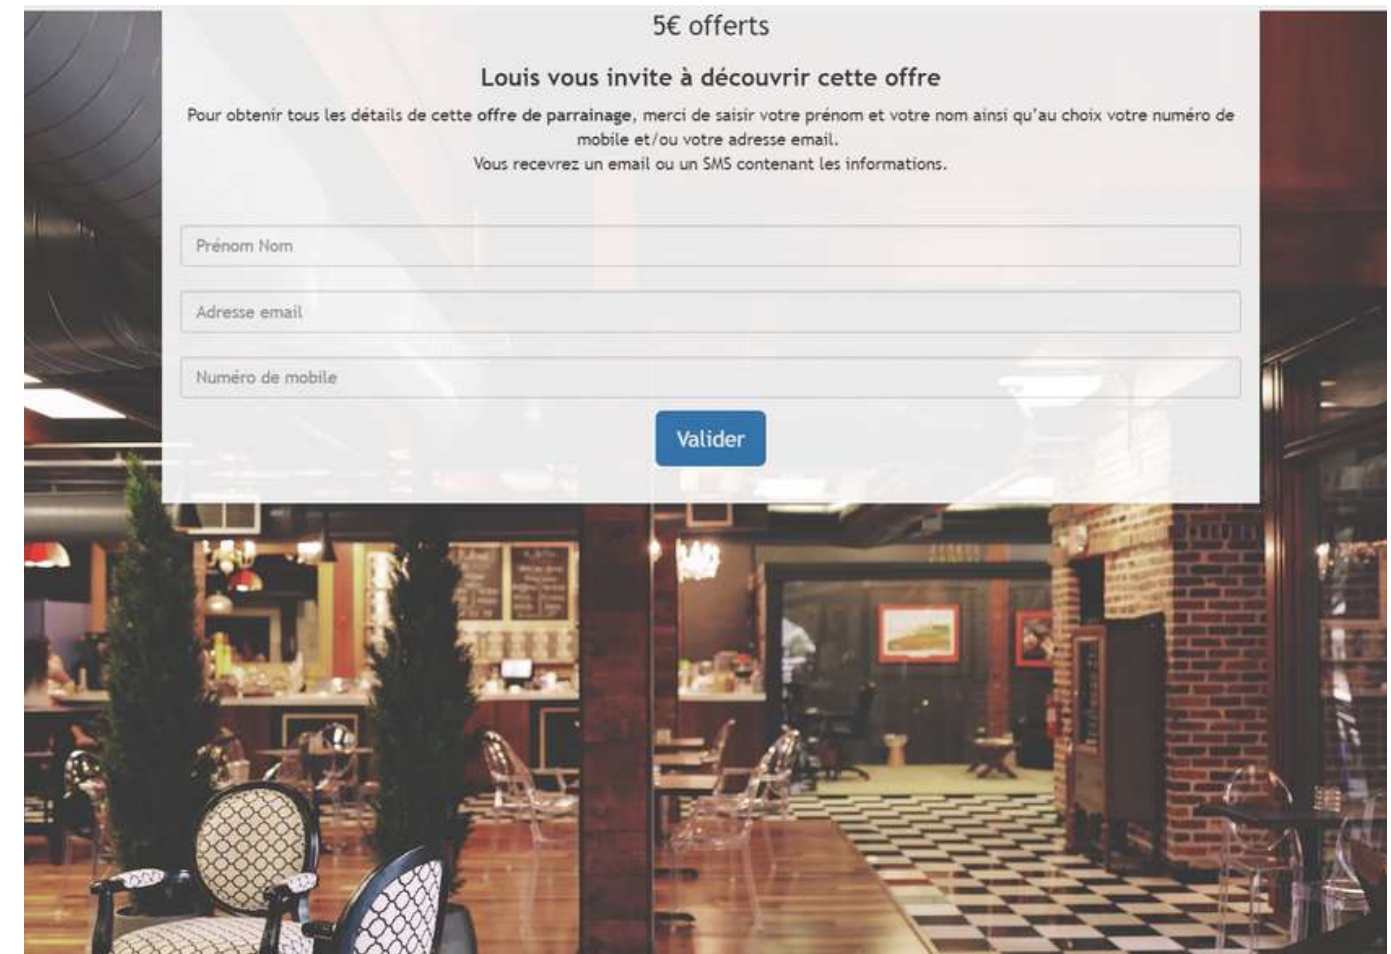 5€ offerts
Louis vous invite à découvrir cette offre
Pour obtenir tous les détails de cette offre de parrainage, merci de saisir votre prénom et votre nom ainsi qu'au choix votre numéro de
mobile et/ou votre adresse email.
Vous recevrez un email ou un SMS contenant les informations.
Prénom Nom
Adresse email
Numéro de mobile
Valider